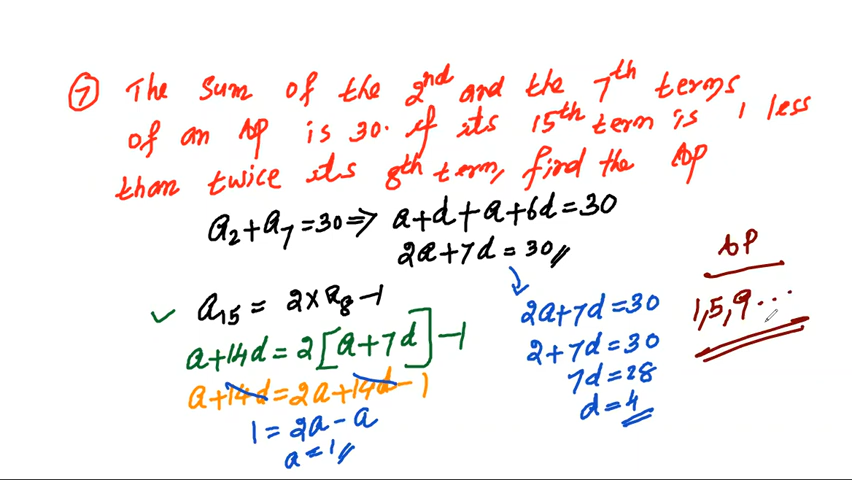 ⑦ The Sum of the 2nd and the 7th terms
of an AP is 30. if its 15th term is 1 less
than twice its 8th term, find the AP
a₂+a₇=30=> a+d+a+6d=30
2a+7d=30//
✓ a₁₅ = 2×a₈-1
a+14d=2[a+7d]-1
a+14d=2a+14d-1
1=2a-a
a=1//
2a+7d=30
2+7d=30
7d=28
d=4
AP
1,5,9...